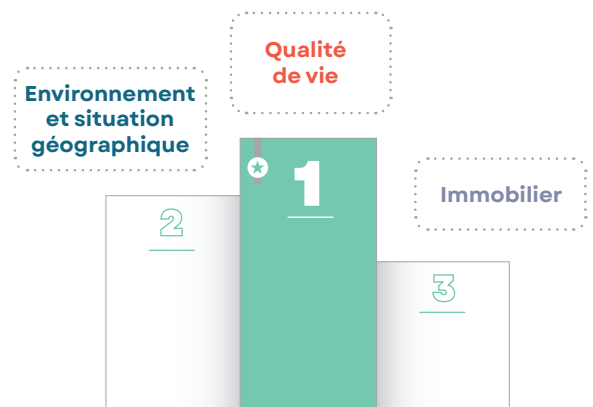 Qualité
de vie
Environnement
et situation
géographique
1
Immobilier
2
3